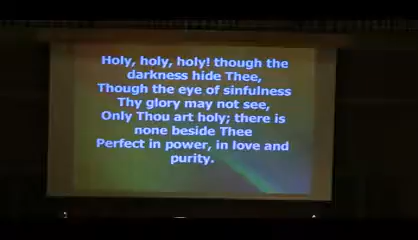 Holy, holy, holy! though the
darkness hide Thee,
Though the eye of sinfulness
Thy glory may not see,
Only Thou art holy; there is
none beside Thee
Perfect in power, in love and
purity.